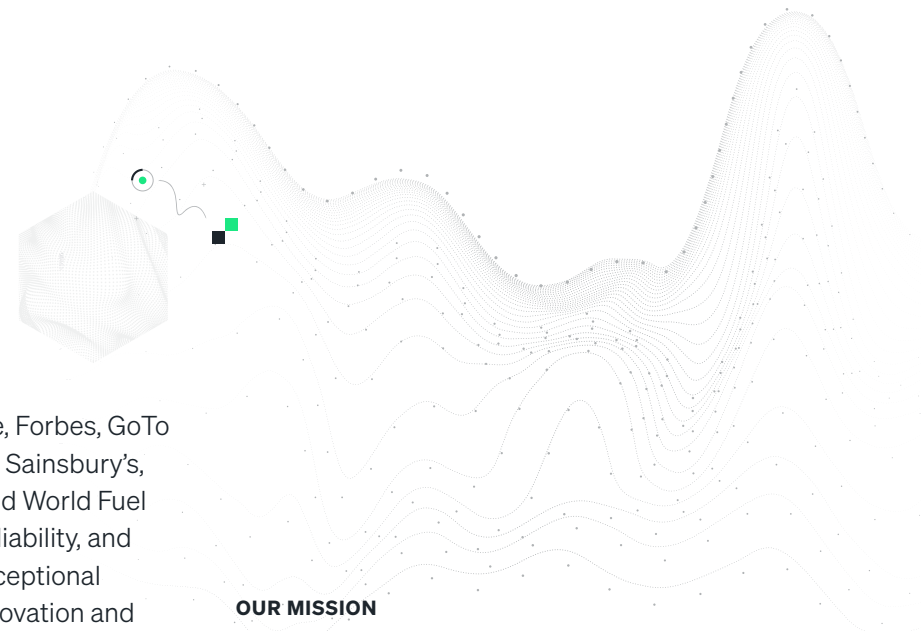 e, Forbes, GoTo
Sainsbury’s,
d World Fuel
liability, and
ceptional
ovation and
OUR MISSION